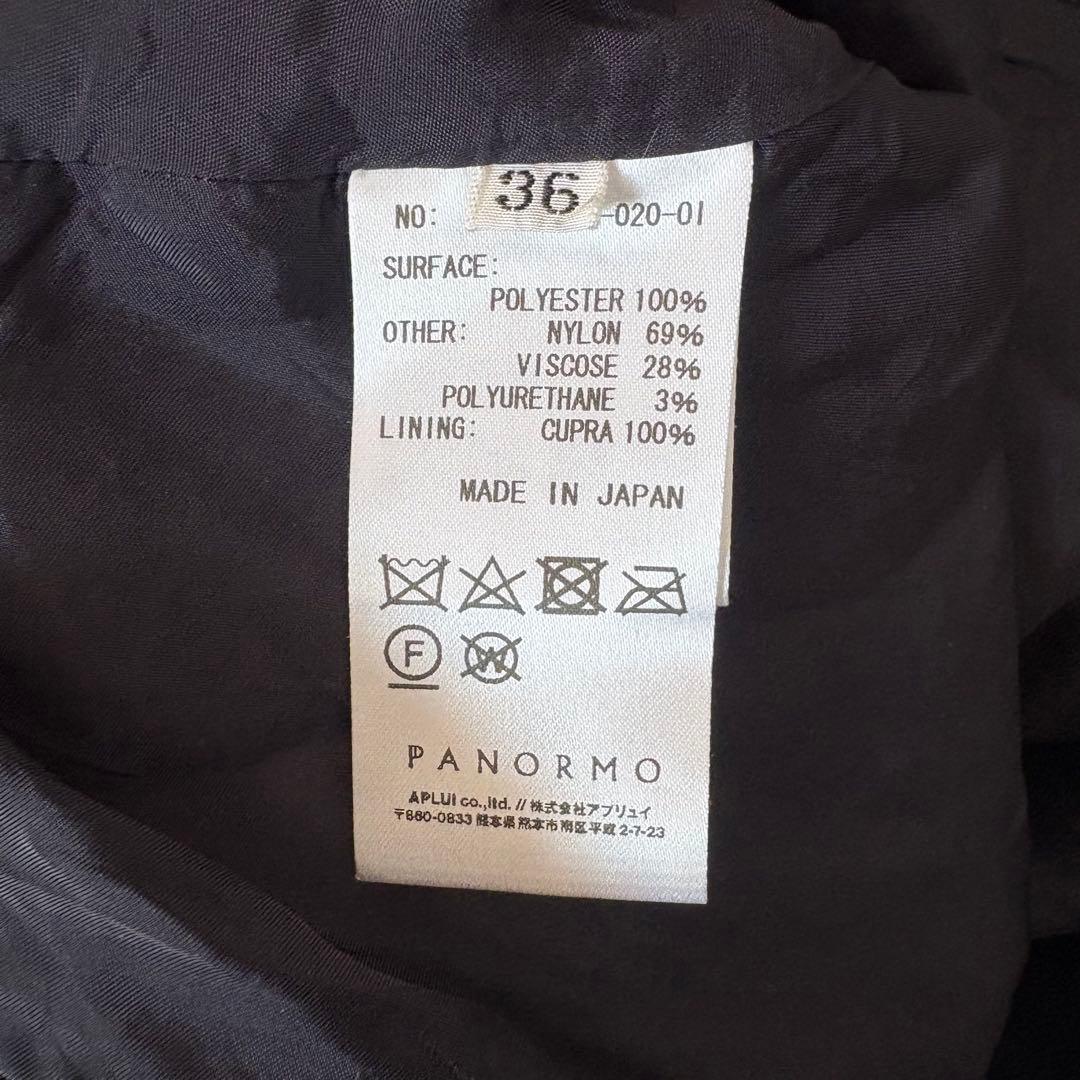 36
NO: -020-01
SURFACE:
POLYESTER 100%
OTHER: NYLON 69%
VISCOSE 28%
POLYURETHANE 3%
LINING: CUPRA 100%
MADE IN JAPAN
F W
PANORMO
APLUI co.,ltd. // 株式会社アプリュイ
〒860-0833 熊本県熊本市南区平成2-7-23